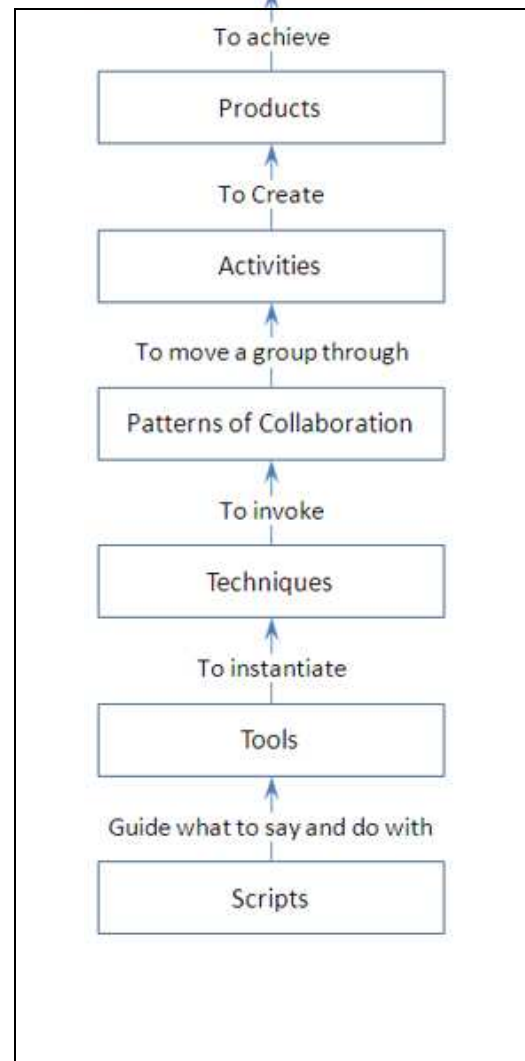 To achieve
Products
To Create
Activities
To move a group through
Patterns of Collaboration
To invoke
Techniques
To instantiate
Tools
Guide what to say and do with
Scripts